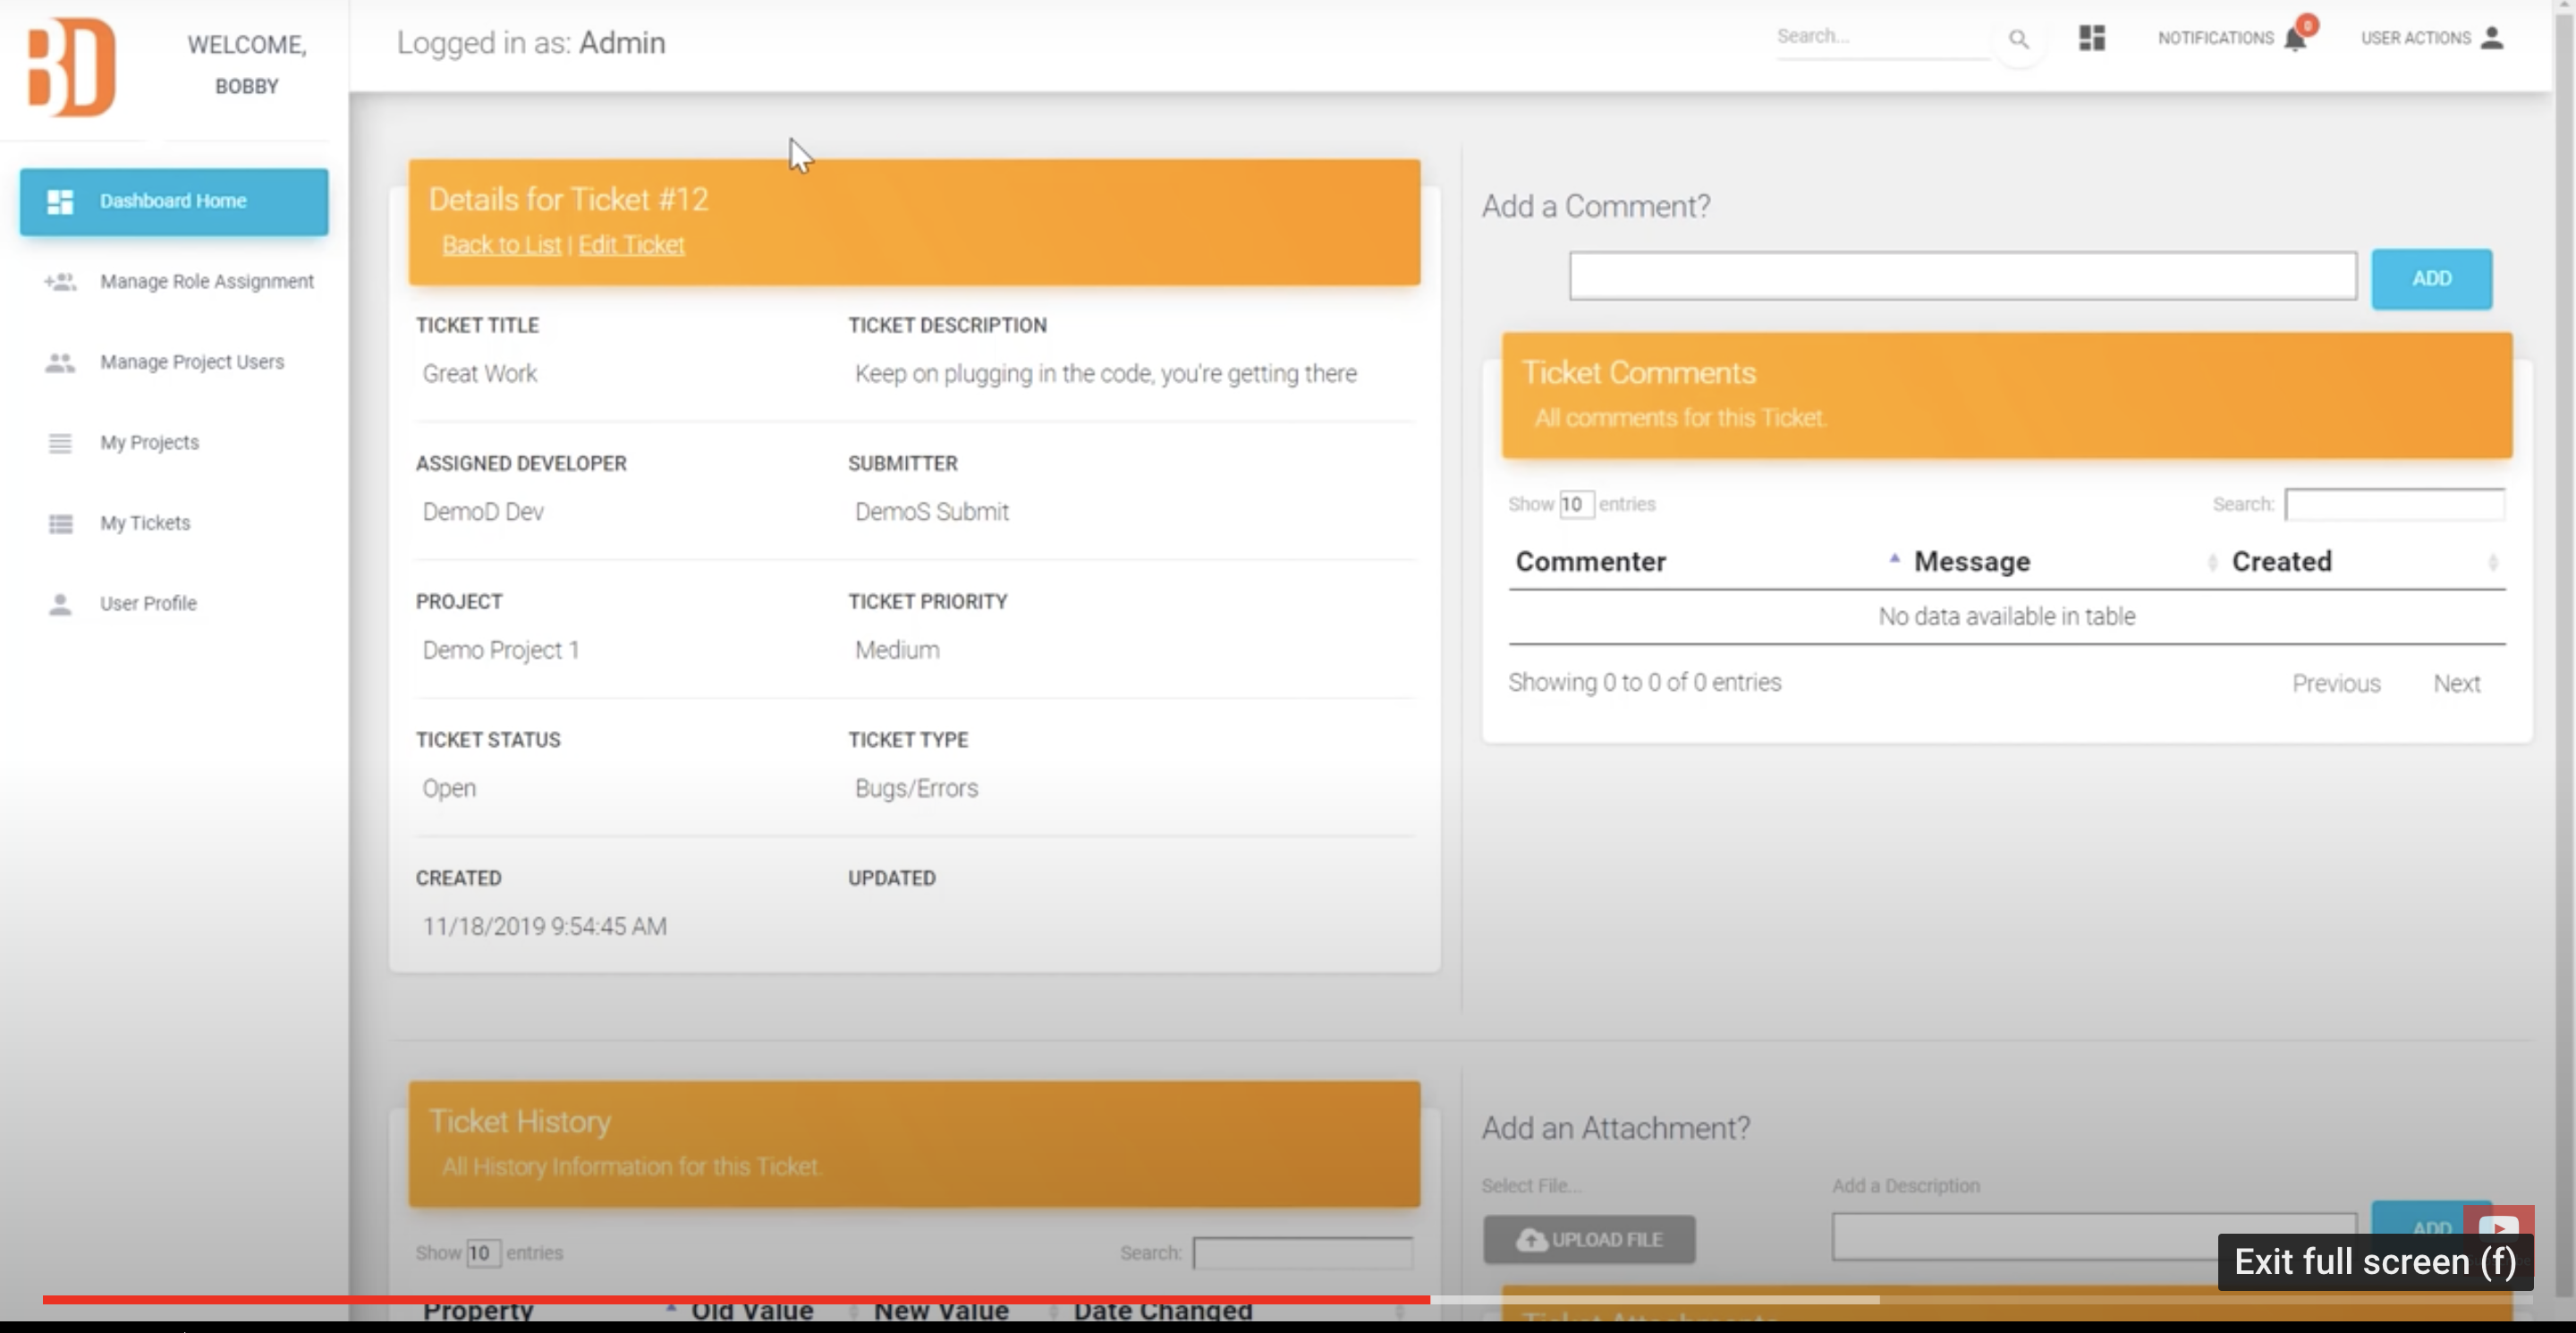 BD
WELCOME,
BOBBY
Dashboard Home
Manage Role Assignment
Manage Project Users
My Projects
My Tickets
User Profile
Logged in as: Admin
Search...
NOTIFICATIONS
0
USER ACTIONS
Details for Ticket #12
Back to List | Edit Ticket
TICKET TITLE
TICKET DESCRIPTION
Great Work
Keep on plugging in the code, you're getting there
ASSIGNED DEVELOPER
SUBMITTER
DemoD Dev
DemoS Submit
PROJECT
TICKET PRIORITY
Demo Project 1
Medium
TICKET STATUS
TICKET TYPE
Open
Bugs/Errors
CREATED
UPDATED
11/18/2019 9:54:45 AM
Add a Comment?
ADD
Ticket Comments
All comments for this Ticket.
Show 10 entries
Search:
Commenter
Message
Created
No data available in table
Showing 0 to 0 of 0 entries
Previous
Next
Ticket History
All History Information for this Ticket.
Show 10 entries
Search:
Property
Old Value
New Value
Date Changed
Add an Attachment?
Select File...
Add a Description
UPLOAD FILE
ADD
Exit full screen (f)
Ticket Attachments